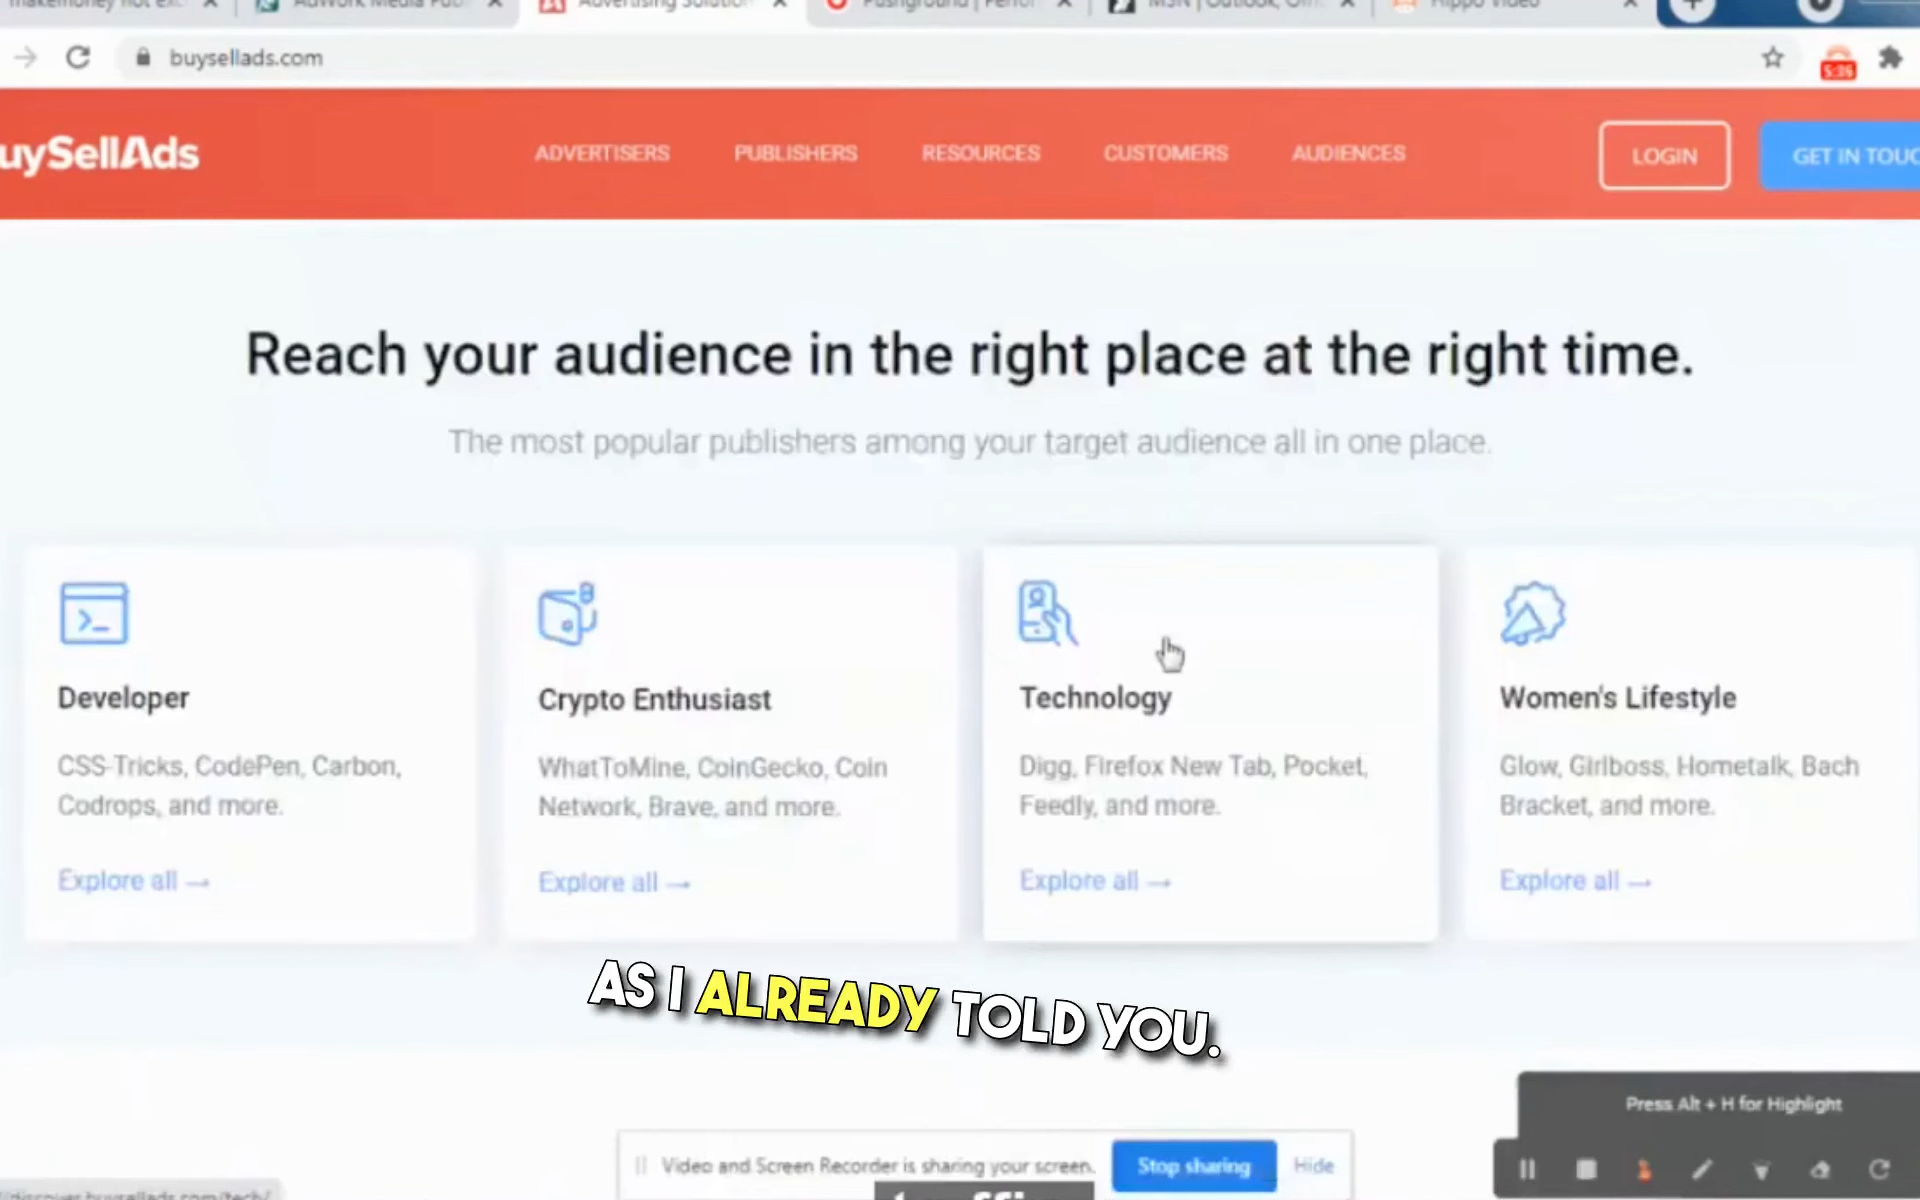 buysellads.com
5:36
uySellAds
ADVERTISERS PUBLISHERS RESOURCES CUSTOMERS AUDIENCES LOGIN GET IN TOUC
Reach your audience in the right place at the right time.
The most popular publishers among your target audience all in one place.
Developer
CSS-Tricks, CodePen, Carbon,
Codrops, and more.
Explore all →
Crypto Enthusiast
WhatToMine, CoinGecko, Coin
Network, Brave, and more.
Explore all →
Technology
Digg, Firefox New Tab, Pocket,
Feedly, and more.
Explore all →
Women's Lifestyle
Glow, Girlboss, Hometalk, Bach
Bracket, and more.
Explore all →
AS I ALREADY TOLD YOU.
Press Alt + H for Highlight
Video and Screen Recorder is sharing your screen. Stop sharing Hide